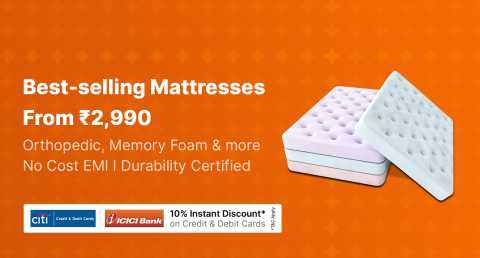 Best-selling Mattresses
From ₹2,990
Orthopedic, Memory Foam & more
No Cost EMI I Durability Certified
citi Credit & Debit Cards
ICICI Bank
10% Instant Discount*
on Credit & Debit Cards
*T&C Apply